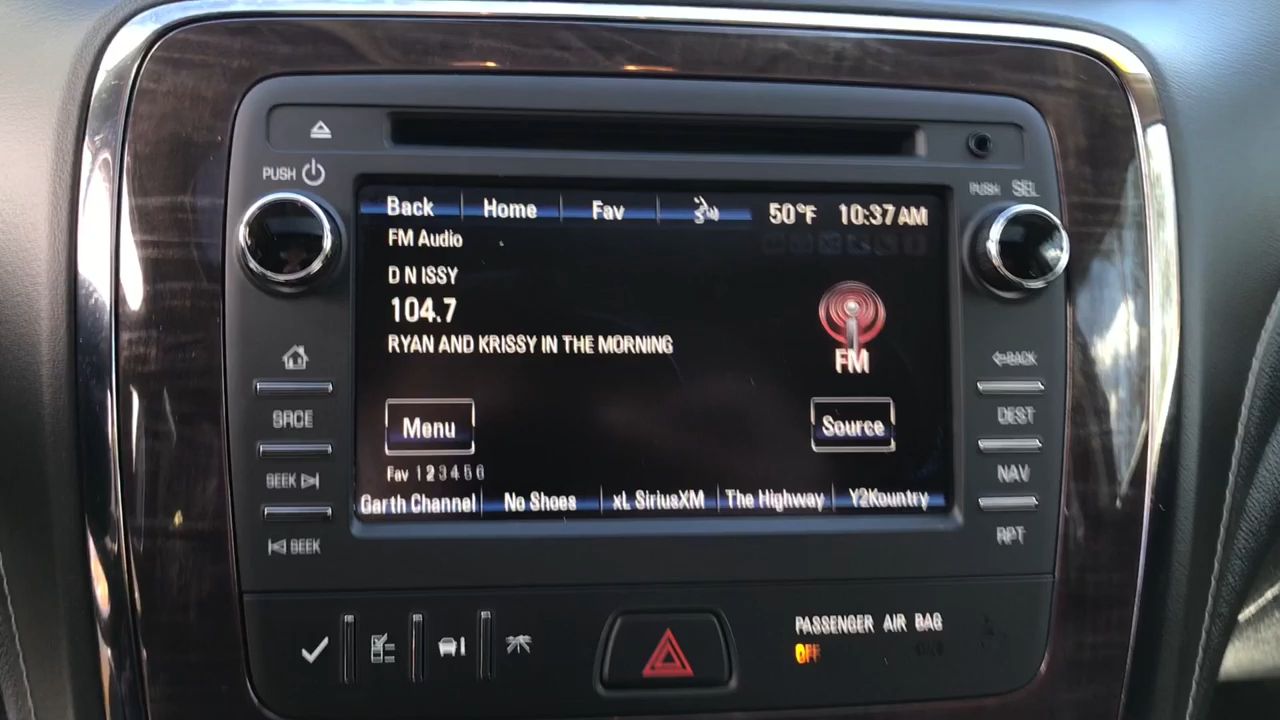 PUSH
PUSH SEL
Back Home Fav 50°F 10:37 AM
FM Audio
D N ISSY
104.7
RYAN AND KRISSY IN THE MORNING
FM
BACK
SRCE
DEST
Menu
Source
SEEK
NAV
Fav 1 2 3 4 5 6
Garth Channel No Shoes xL SiriusXM The Highway Y2Kountry
SEEK
RPT
PASSENGER AIR BAG
OFF